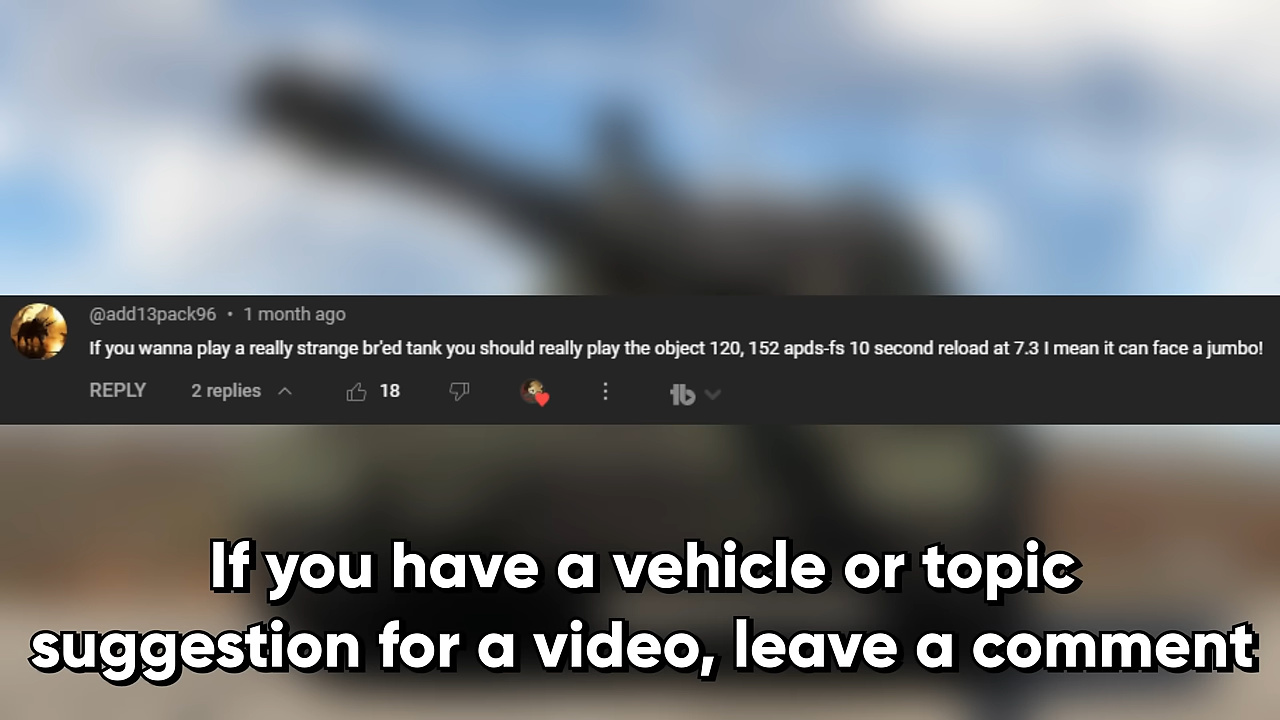 @add13pack96 • 1 month ago
If you wanna play a really strange br'ed tank you should really play the object 120, 152 apds-fs 10 second reload at 7.3 I mean it can face a jumbo!
REPLY 2 replies 18
If you have a vehicle or topic
suggestion for a video, leave a comment